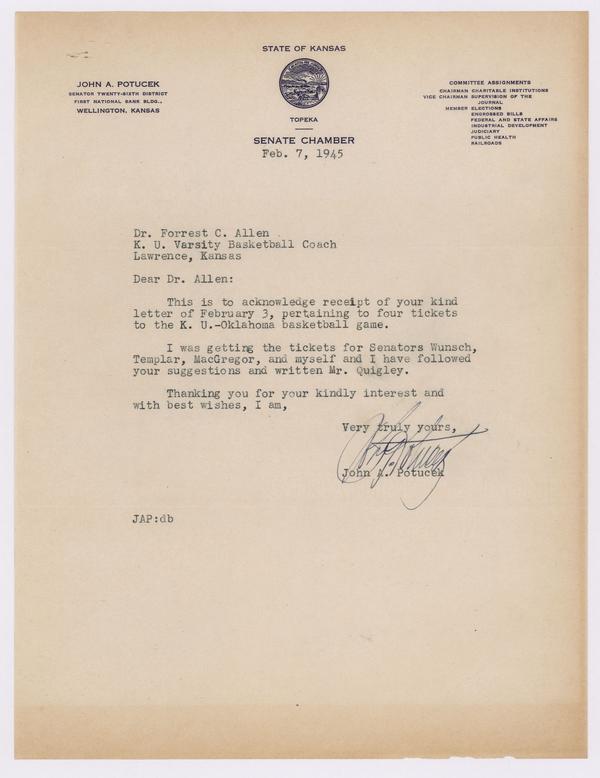 STATE OF KANSAS
JOHN A. POTUCEK
SENATOR TWENTY-SIXTH DISTRICT
FIRST NATIONAL BANK BLDG.,
WELLINGTON, KANSAS
COMMITTEE ASSIGNMENTS
CHAIRMAN CHARITABLE INSTITUTIONS
VICE CHAIRMAN SUPERVISION OF THE
JOURNAL
MEMBER ELECTIONS
ENGROSSED BILLS
FEDERAL AND STATE AFFAIRS
INDUSTRIAL DEVELOPMENT
JUDICIARY
PUBLIC HEALTH
RAILROADS
TOPEKA
SENATE CHAMBER
Feb. 7, 1945
Dr. Forrest C. Allen
K. U. Varsity Basketball Coach
Lawrence, Kansas
Dear Dr. Allen:
This is to acknowledge receipt of your kind
letter of February 3, pertaining to four tickets
to the K. U.-Oklahoma basketball game.
I was getting the tickets for Senators Wunsch,
Templar, MacGregor, and myself and I have followed
your suggestions and written Mr. Quigley.
Thanking you for your kindly interest and
with best wishes, I am,
Very truly yours,
John A. Potucek
JAP:db